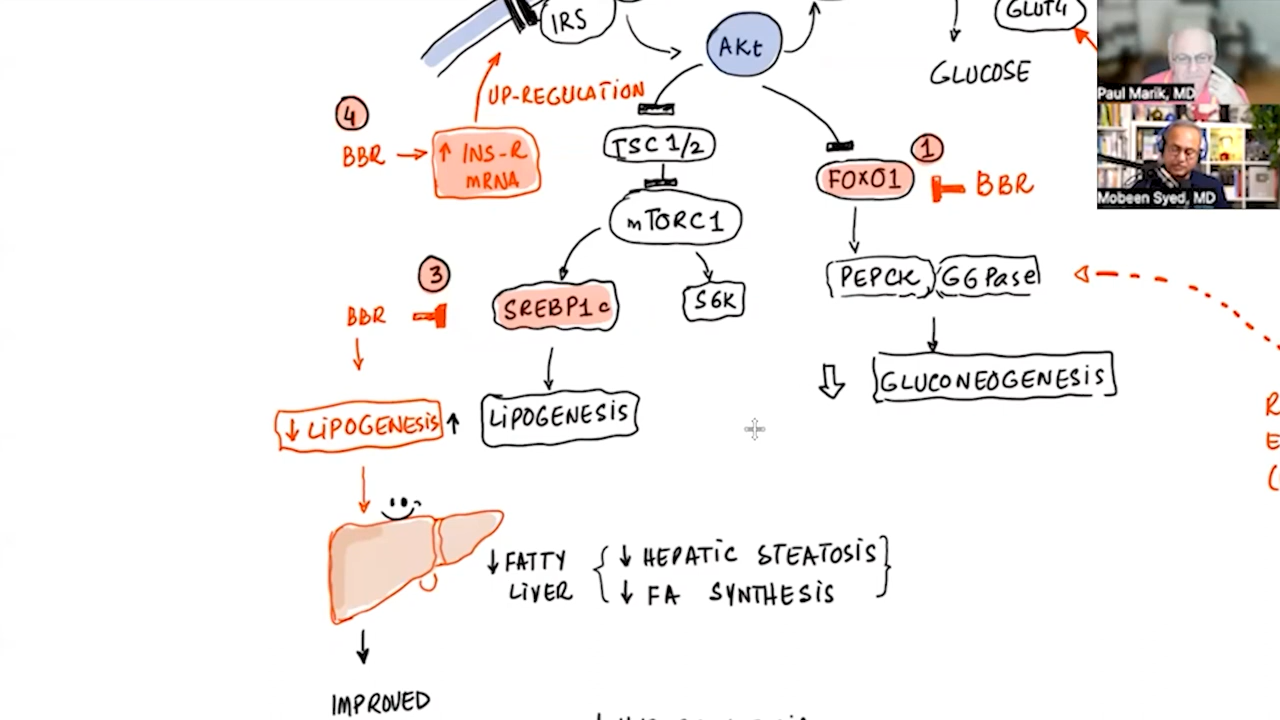 IRS
AKt
GLUT4
GLUCOSE
Paul Marik, MD
Mobeen Syed, MD
UP-REGULATION
4
BBR
↑ INS-R
mRNA
TSC 1/2
1
FOXO1
BBR
mTORC1
3
PEPCK
G6Pase
BBR
SREBP1c
S6K
↓ GLUCONEOGENESIS
↓ LIPOGENESIS
↑ LIPOGENESIS
↓ FATTY
LIVER
↓ HEPATIC STEATOSIS
↓ FA SYNTHESIS
IMPROVED